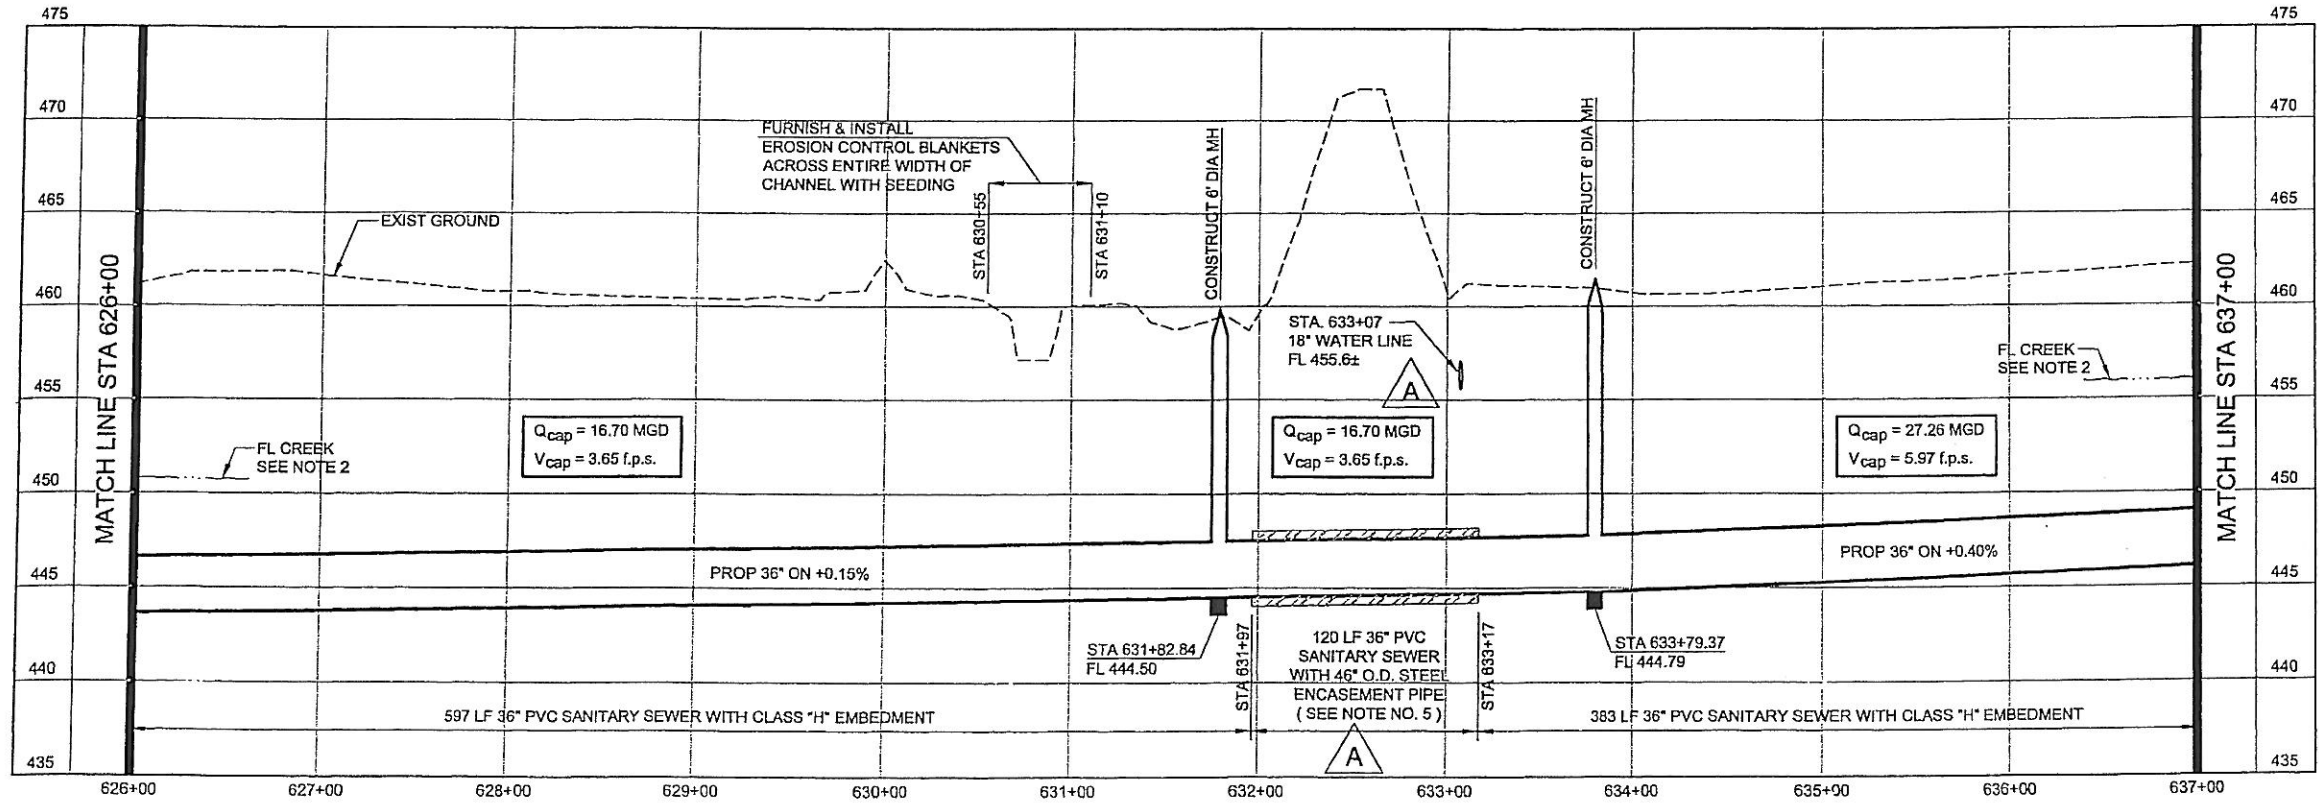 475
470
465
460
455
450
445
440
435
475
470
465
460
455
450
445
440
435
MATCH LINE STA 626+00
EXIST GROUND
FURNISH & INSTALL
EROSION CONTROL BLANKETS
ACROSS ENTIRE WIDTH OF
CHANNEL WITH SEEDING
STA 630+55
STA 631+10
CONSTRUCT 6' DIA MH
CONSTRUCT 6' DIA MH
STA. 633+07
18" WATER LINE
FL 455.6±
A
FL CREEK
SEE NOTE 2
FL CREEK
SEE NOTE 2
MATCH LINE STA 637+00
Qcap = 16.70 MGD
Vcap = 3.65 f.p.s.
Qcap = 16.70 MGD
Vcap = 3.65 f.p.s.
Qcap = 27.26 MGD
Vcap = 5.97 f.p.s.
PROP 36" ON +0.15%
PROP 36" ON +0.40%
STA 631+82.84
FL 444.50
STA 631+97
120 LF 36" PVC
SANITARY SEWER
WITH 46" O.D. STEEL
ENCASEMENT PIPE
( SEE NOTE NO. 5 )
STA 633+17
STA 633+79.37
FL 444.79
597 LF 36" PVC SANITARY SEWER WITH CLASS "H" EMBEDMENT
383 LF 36" PVC SANITARY SEWER WITH CLASS "H" EMBEDMENT
A
626+00 627+00 628+00 629+00 630+00 631+00 632+00 633+00 634+00 635+00 636+00 637+00